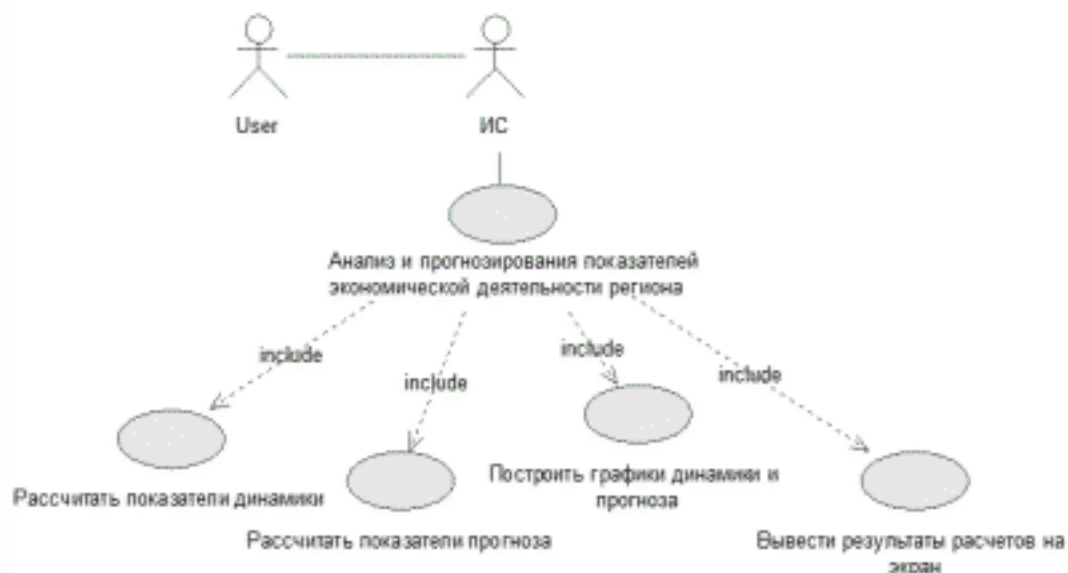 User
ИС
Анализ и прогнозирования показателей
экономической деятельности региона
include
include
include
include
Рассчитать показатели динамики
Рассчитать показатели прогноза
Построить графики динамики и
прогноза
Вывести результаты расчетов на
экран